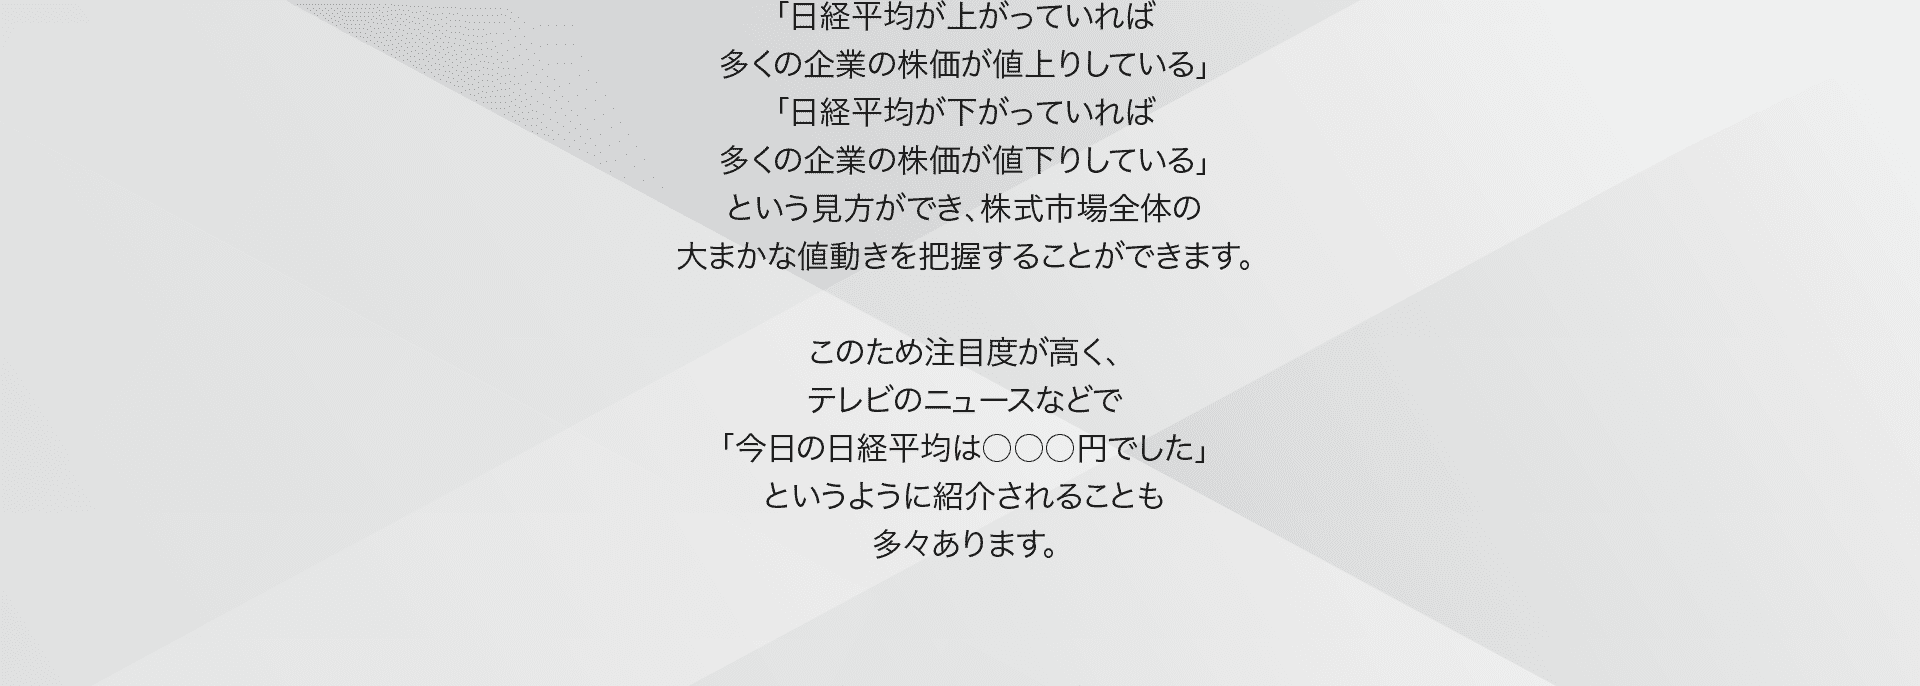 「日経平均が上がっていれば
多くの企業の株価が値上りしている」
「日経平均が下がっていれば
多くの企業の株価が値下りしている」
という見方ができ、株式市場全体の
大まかな値動きを把握することができます。
このため注目度が高く、
テレビのニュースなどで
「今日の日経平均は〇〇〇円でした」
というように紹介されることも
多々あります。